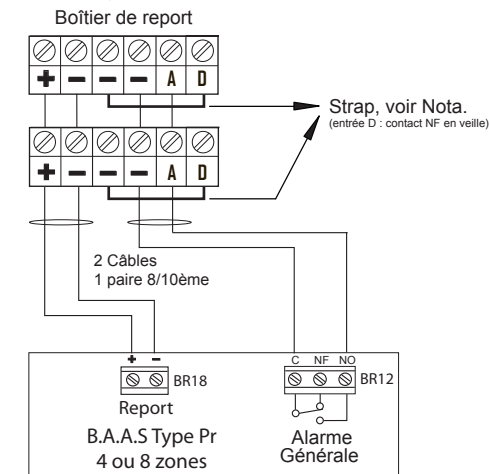 Boîtier de report
+ − − − A D
Strap, voir Nota.
(entrée D : contact NF en veille)
+ − − − A D
2 Câbles
1 paire 8/10ème
+ − C NF NO
BR18 BR12
Report
B.A.A.S Type Pr
4 ou 8 zones
Alarme
Générale